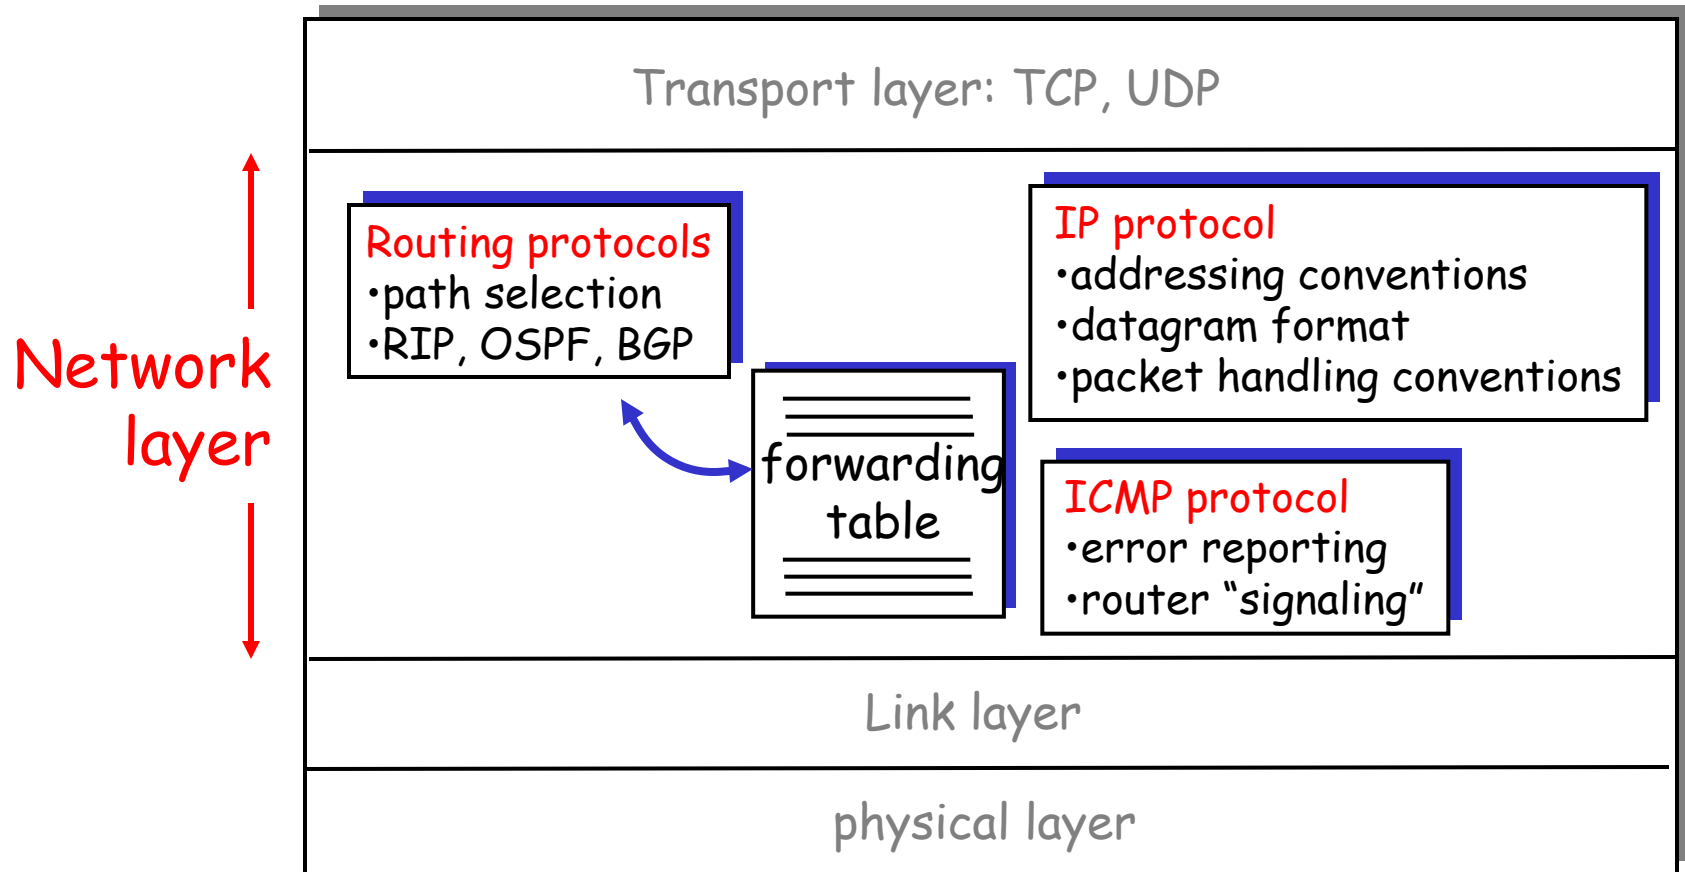 Transport layer: TCP, UDP
Network
layer
Routing protocols
•path selection
•RIP, OSPF, BGP
forwarding
table
IP protocol
•addressing conventions
•datagram format
•packet handling conventions
ICMP protocol
•error reporting
•router “signaling”
Link layer
physical layer